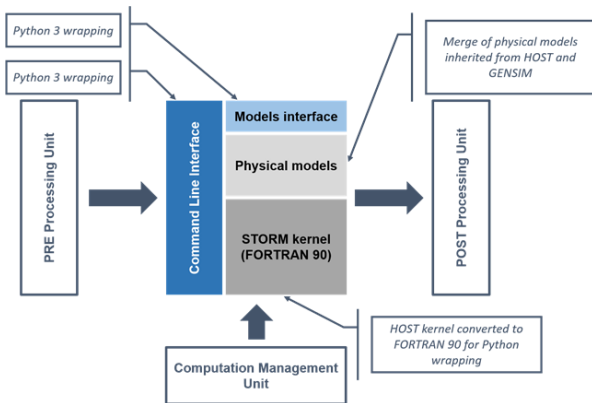 Python 3 wrapping
Python 3 wrapping
Merge of physical models
inherited from HOST and
GENSIM
PRE Processing Unit
Command Line Interface
Models interface
Physical models
STORM kernel
(FORTRAN 90)
POST Processing Unit
HOST kernel converted to
FORTRAN 90 for Python
wrapping
Computation Management
Unit